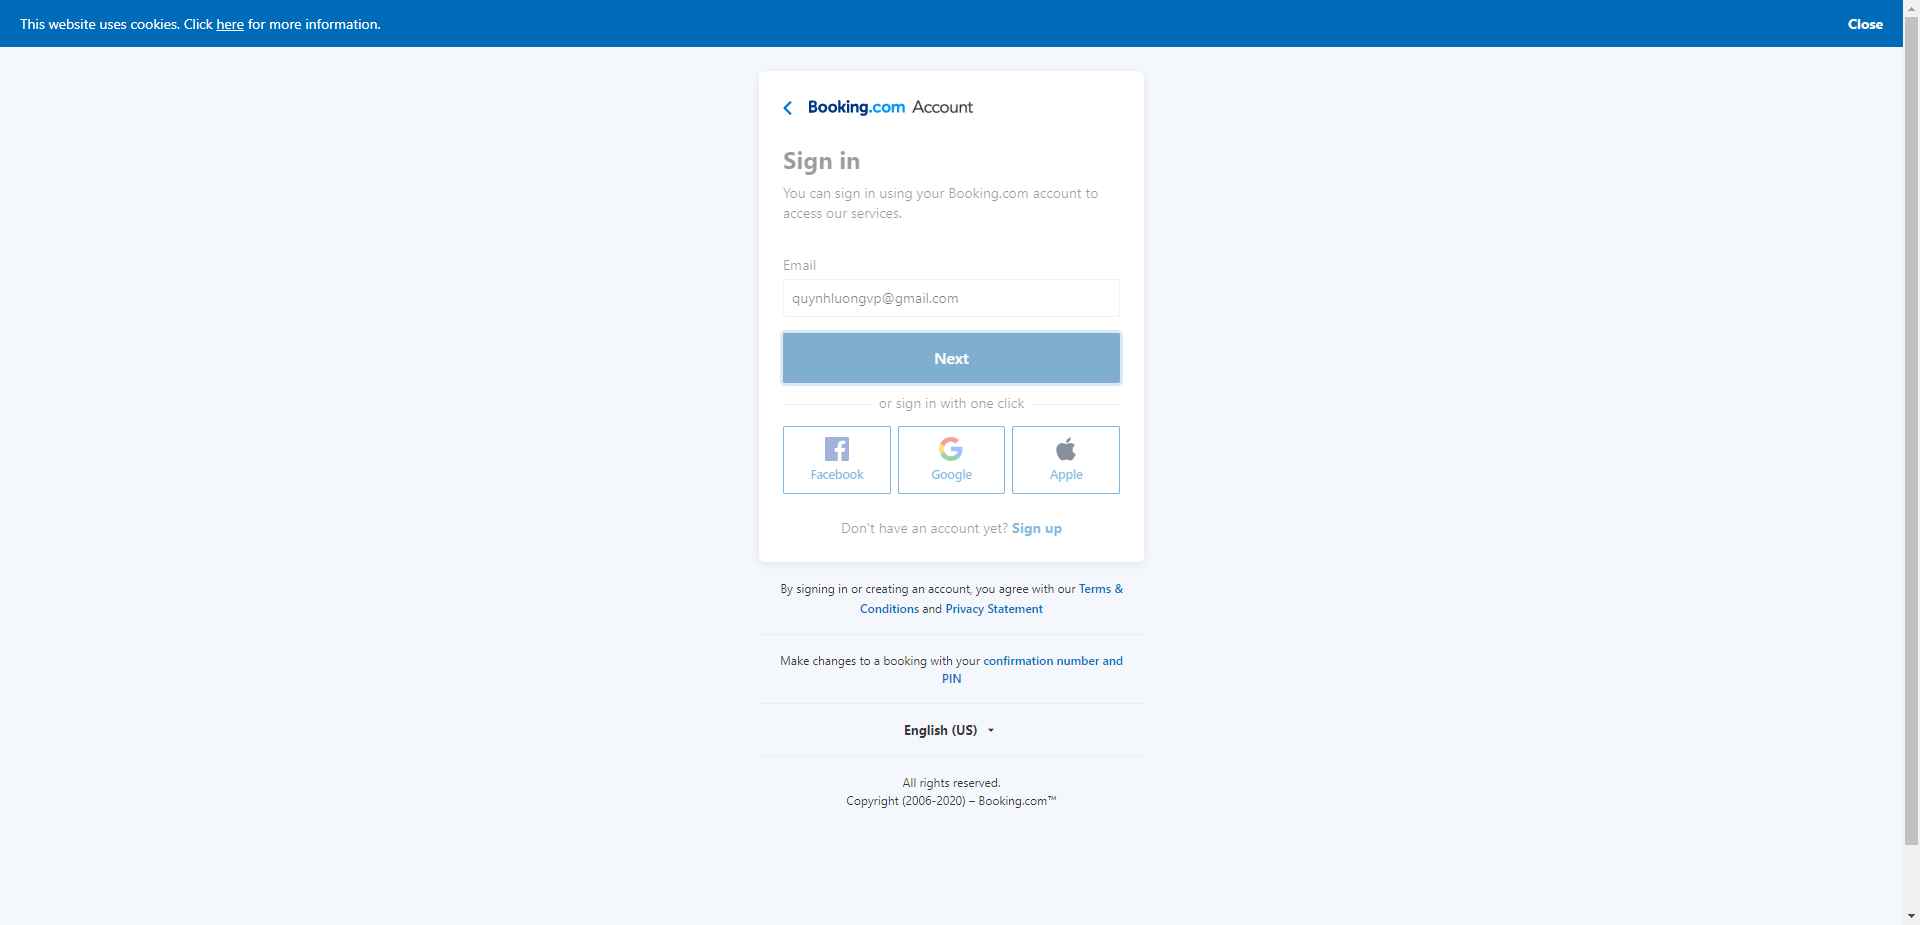 This website uses cookies. Click here for more information.
Close
Booking.com Account
Sign in
You can sign in using your Booking.com account to
access our services.
Email
quynhluongvp@gmail.com
Next
or sign in with one click
Facebook
Google
Apple
Don't have an account yet? Sign up
By signing in or creating an account, you agree with our Terms &
Conditions and Privacy Statement
Make changes to a booking with your confirmation number and
PIN
English (US)
All rights reserved.
Copyright (2006-2020) – Booking.com™